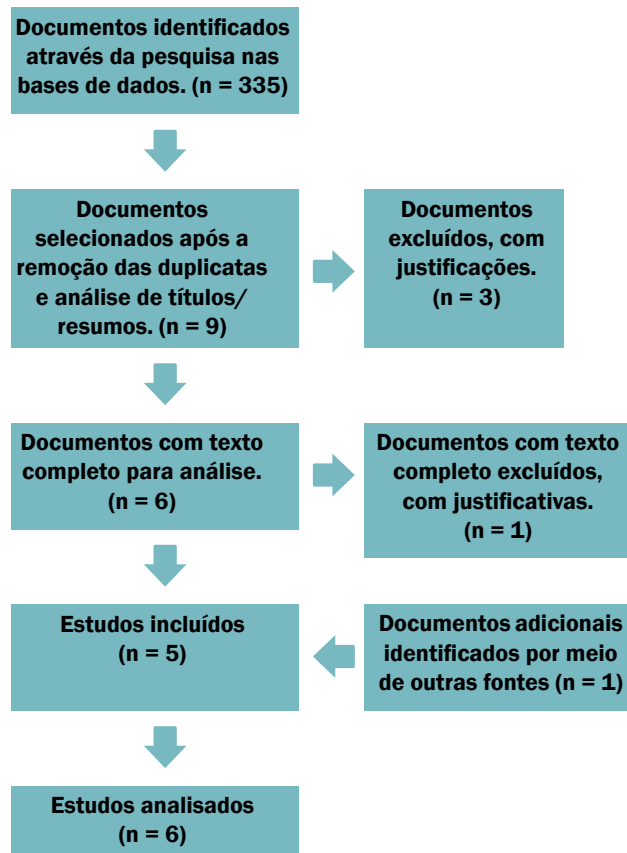 Documentos identificados
através da pesquisa nas
bases de dados. (n = 335)
Documentos
selecionados após a
remoção das duplicatas
e análise de títulos/
resumos. (n = 9)
Documentos
excluídos, com
justificações.
(n = 3)
Documentos com texto
completo para análise.
(n = 6)
Documentos com texto
completo excluídos,
com justificativas.
(n = 1)
Estudos incluídos
(n = 5)
Documentos adicionais
identificados por meio
de outras fontes (n = 1)
Estudos analisados
(n = 6)